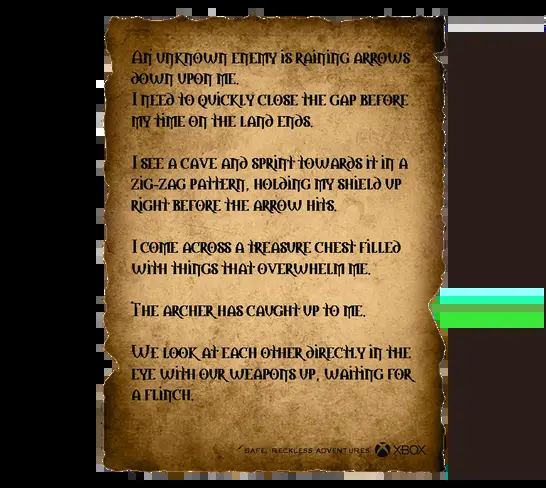 An unknown enemy is raining arrows
down upon me.
I need to quickly close the gap before
my time on the land ends.
I see a cave and sprint towards it in a
zig-zag pattern, holding my shield up
right before the arrow hits.
I come across a treasure chest filled
with things that overwhelm me.
The archer has caught up to me.
We look at each other directly in the
eye with our weapons up, waiting for
a flinch.
SAFE, RECKLESS ADVENTURES XBOX